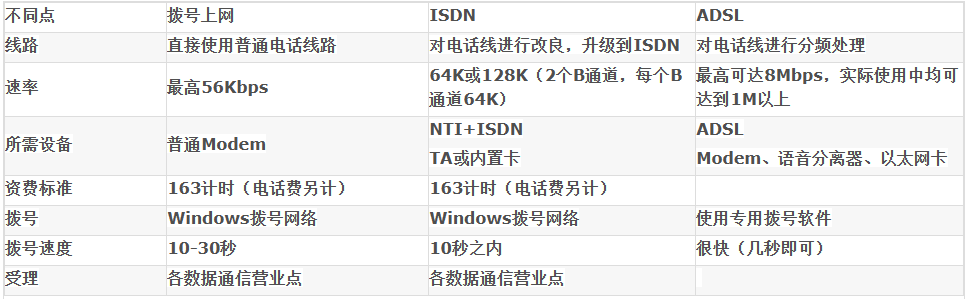 不同点 拨号上网 ISDN ADSL
线路 直接使用普通电话线路 对电话线进行改良，升级到ISDN 对电话线进行分频处理
速率 最高56Kbps 64K或128K（2个B通道，每个B
通道64K） 最高可达8Mbps，实际使用中均可
达到1M以上
所需设备 普通Modem NTI+ISDN
TA或内置卡 ADSL
Modem、语音分离器、以太网卡
资费标准 163计时（电话费另计） 163计时（电话费另计）
拨号 Windows拨号网络 Windows拨号网络 使用专用拨号软件
拨号速度 10-30秒 10秒之内 很快（几秒即可）
受理 各数据通信营业点 各数据通信营业点